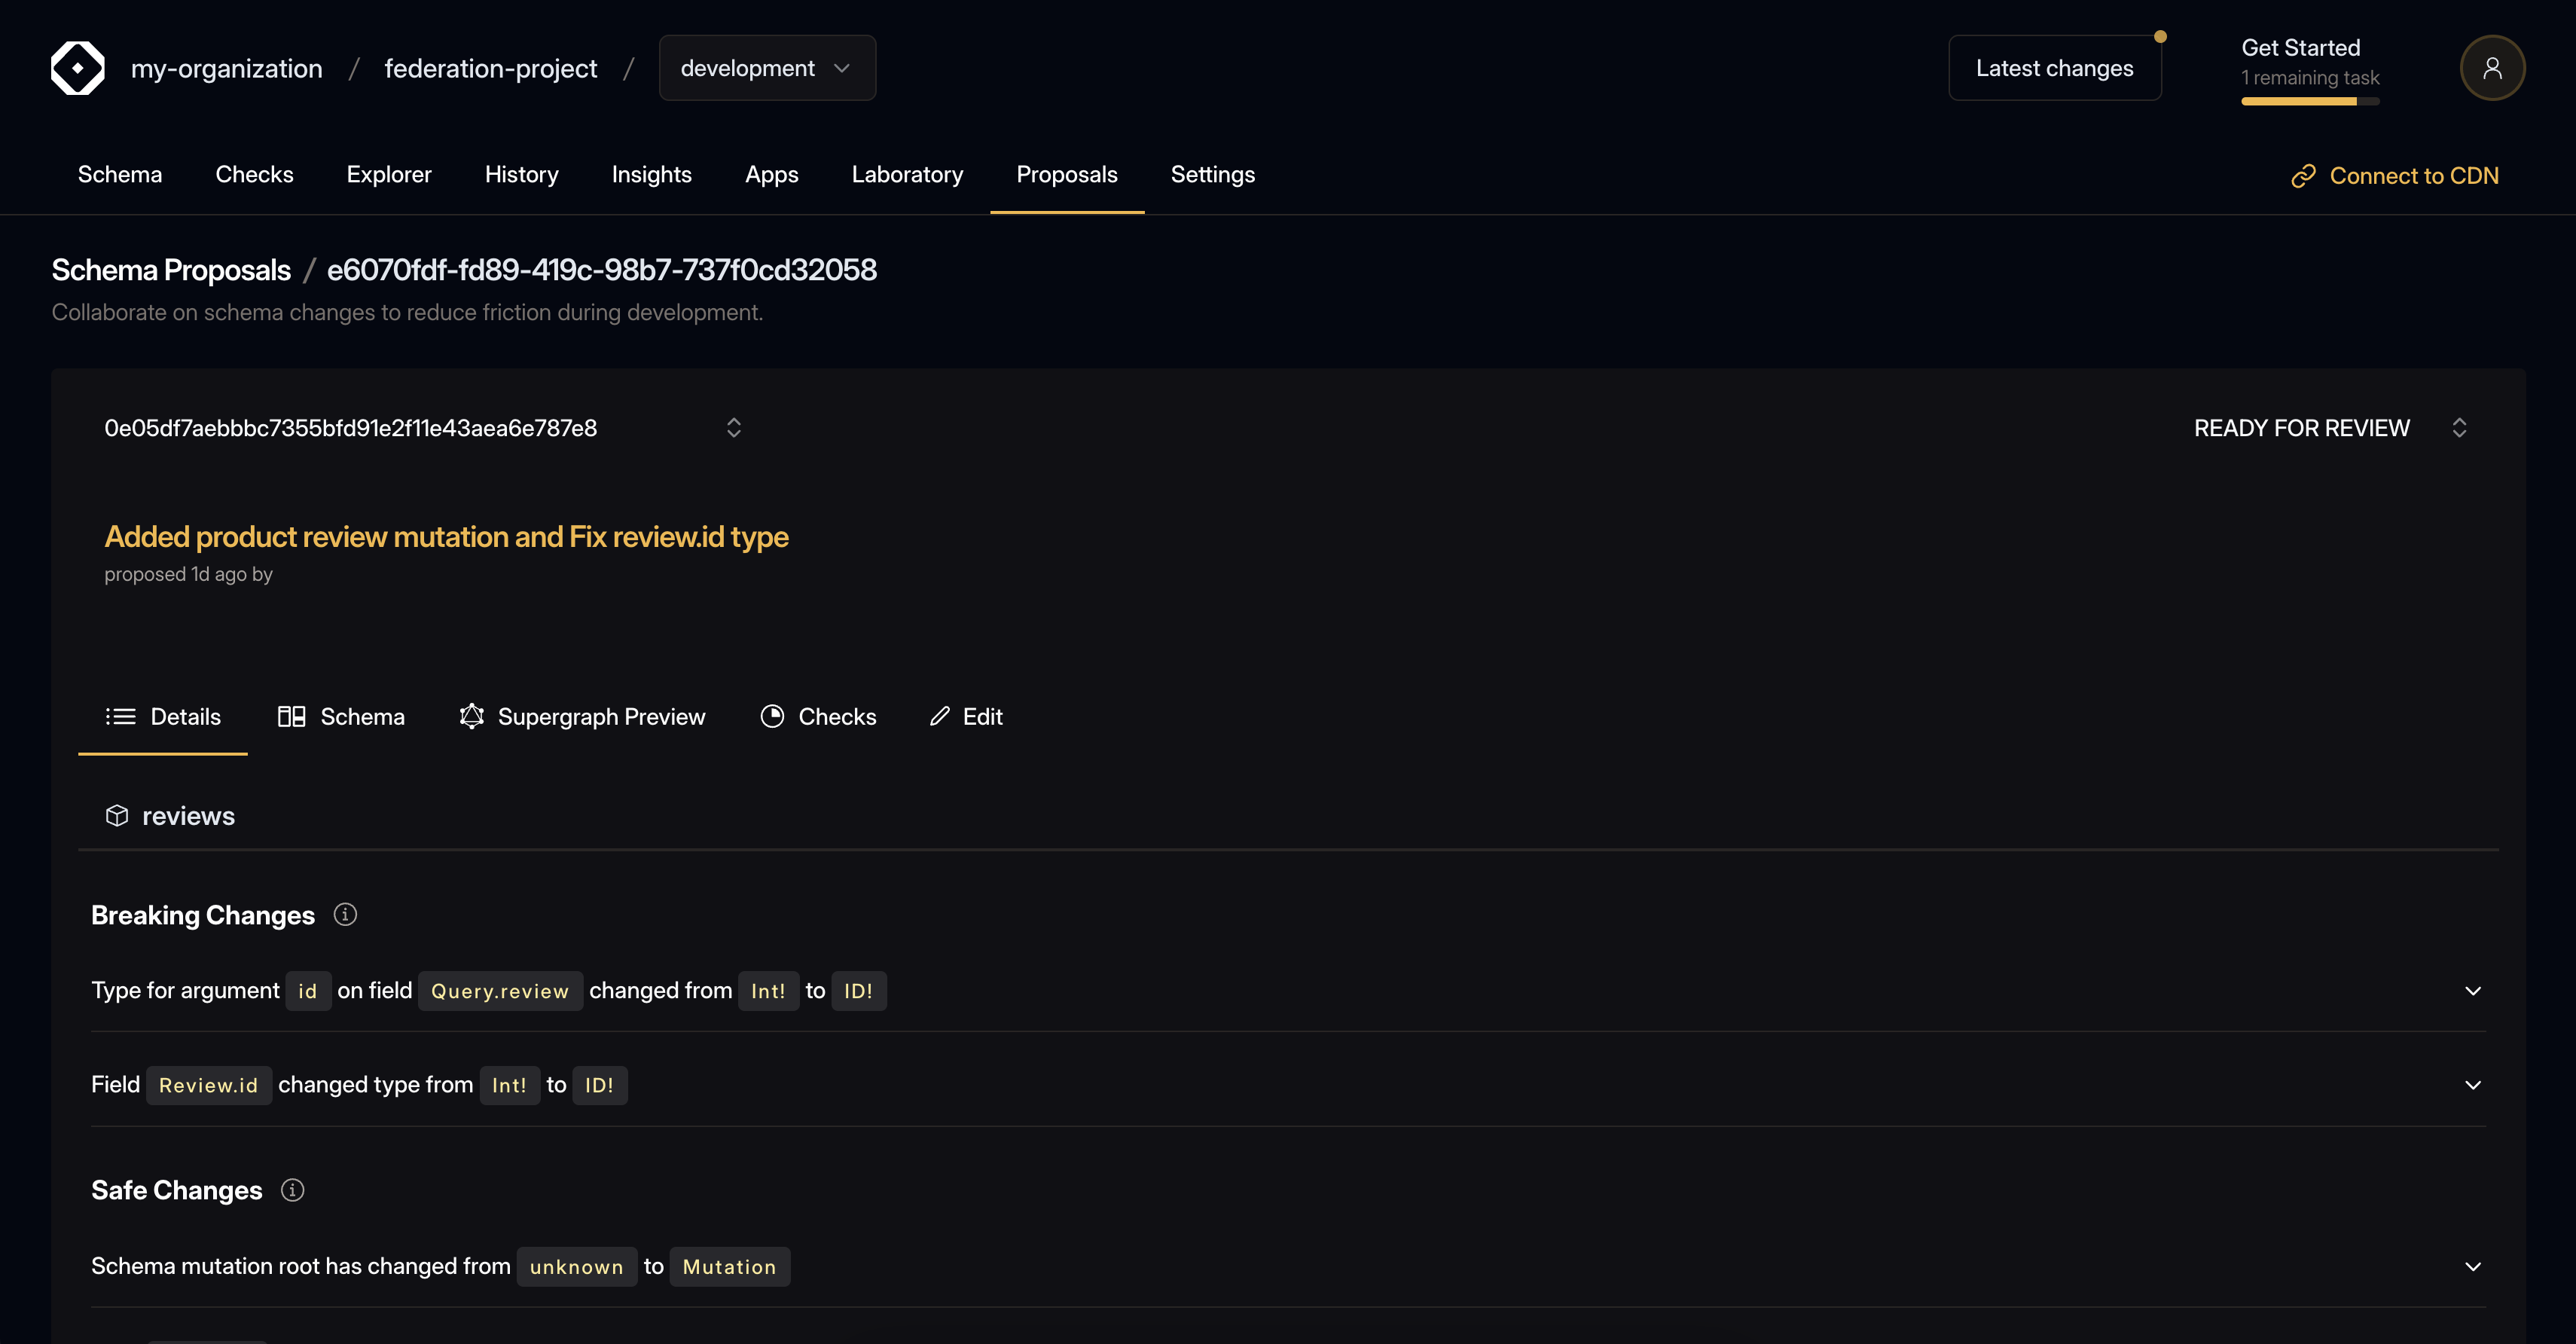 my-organization / federation-project / development
Latest changes
Get Started
1 remaining task
Schema Checks Explorer History Insights Apps Laboratory Proposals Settings
Connect to CDN
Schema Proposals / e6070fdf-fd89-419c-98b7-737f0cd32058
Collaborate on schema changes to reduce friction during development.
0e05df7aebbbc7355bfd91e2f11e43aea6e787e8
READY FOR REVIEW
Added product review mutation and Fix review.id type
proposed 1d ago by
Details Schema Supergraph Preview Checks Edit
reviews
Breaking Changes
Type for argument id on field Query.review changed from Int! to ID!
Field Review.id changed type from Int! to ID!
Safe Changes
Schema mutation root has changed from unknown to Mutation